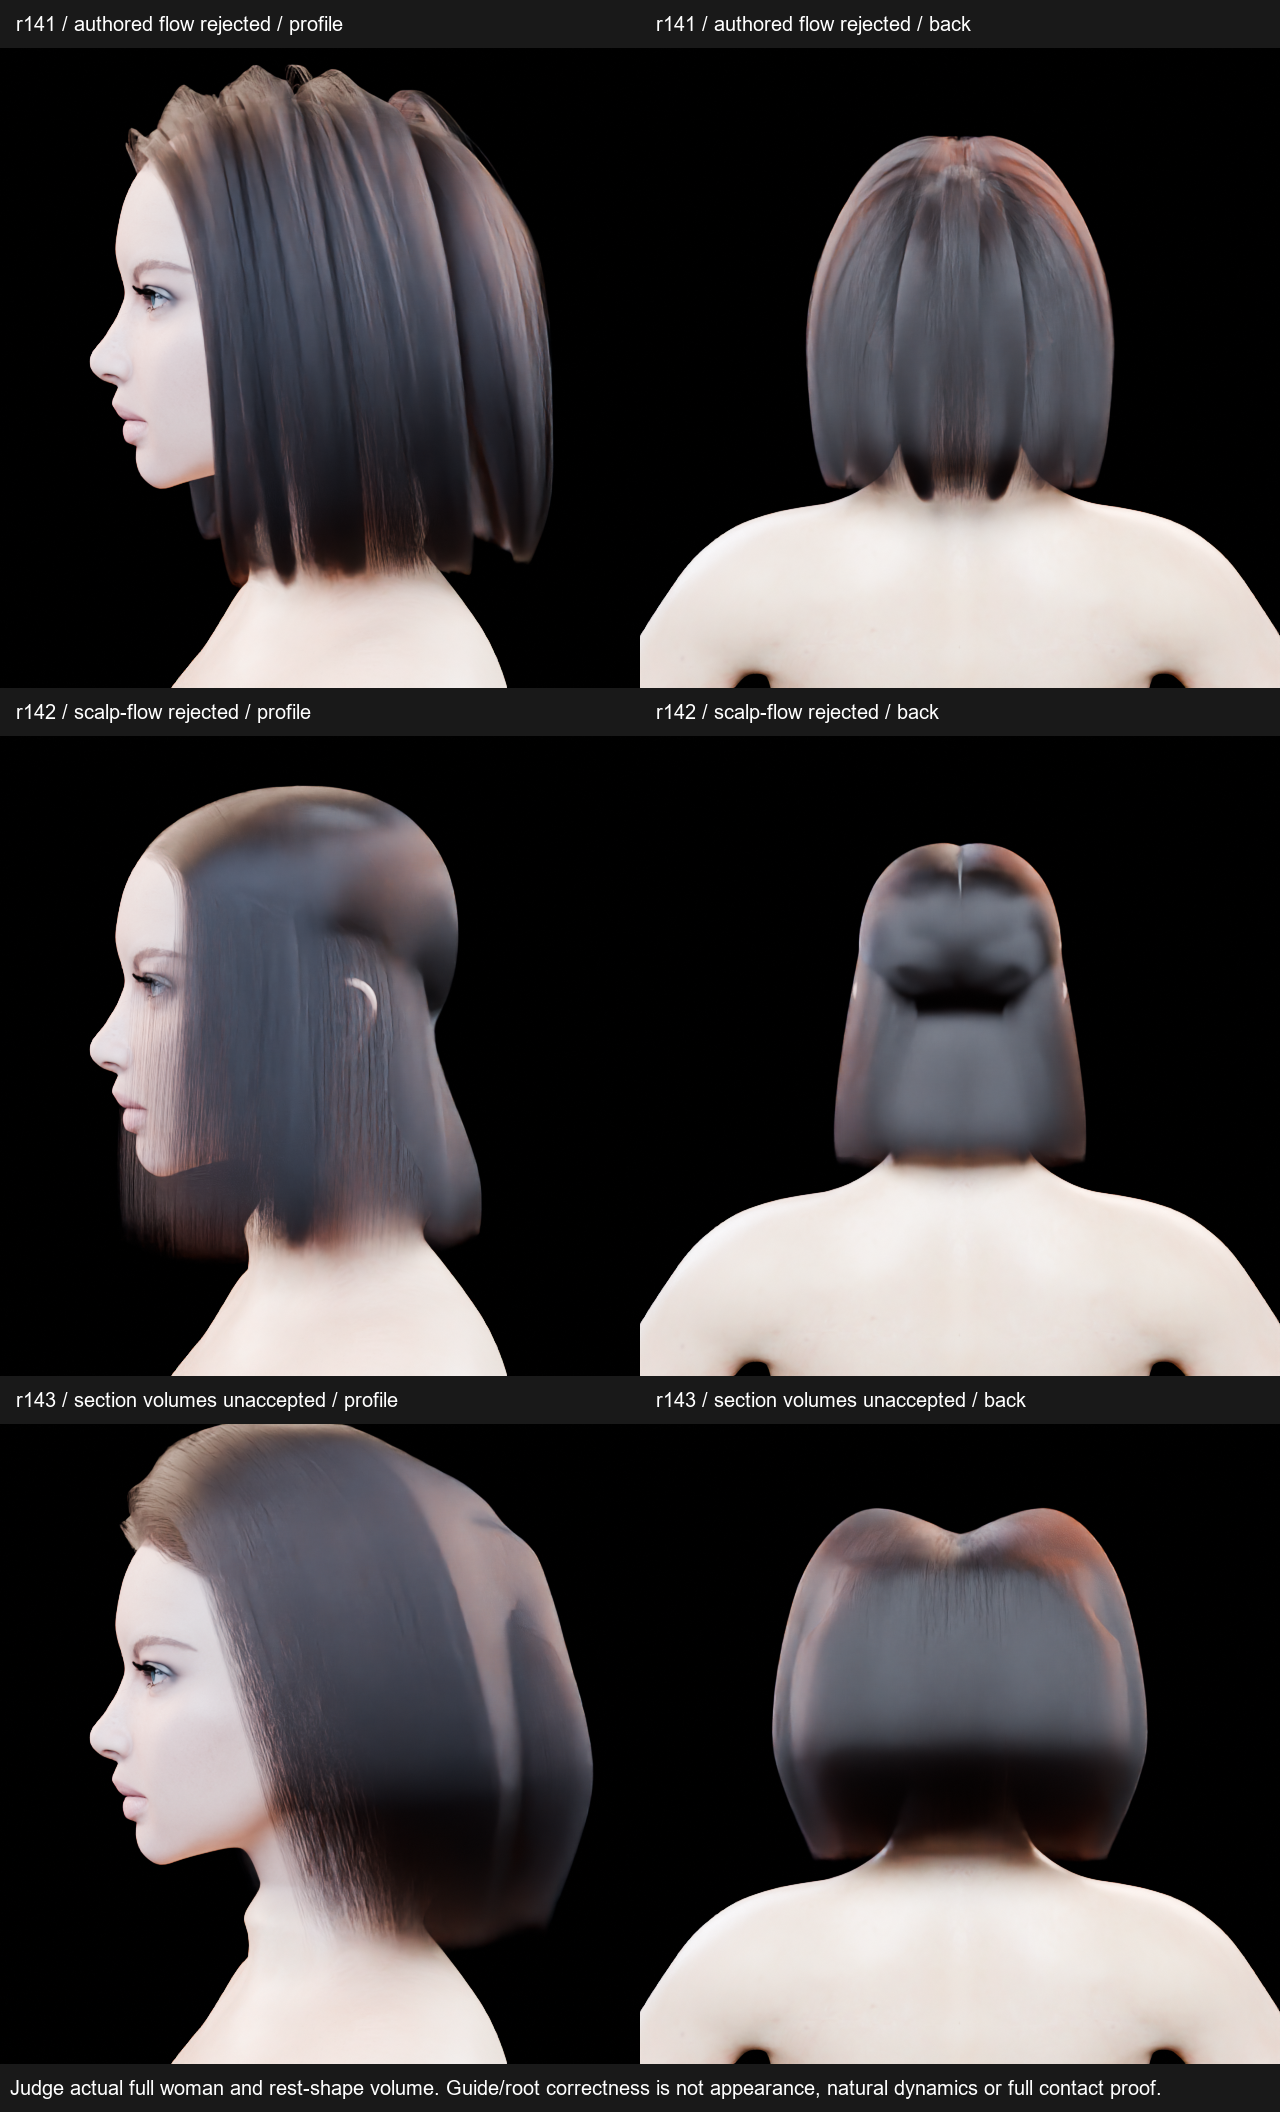 r141 / authored flow rejected / profile
r141 / authored flow rejected / back
r142 / scalp-flow rejected / profile
r142 / scalp-flow rejected / back
r143 / section volumes unaccepted / profile
r143 / section volumes unaccepted / back
Judge actual full woman and rest-shape volume. Guide/root correctness is not appearance, natural dynamics or full contact proof.